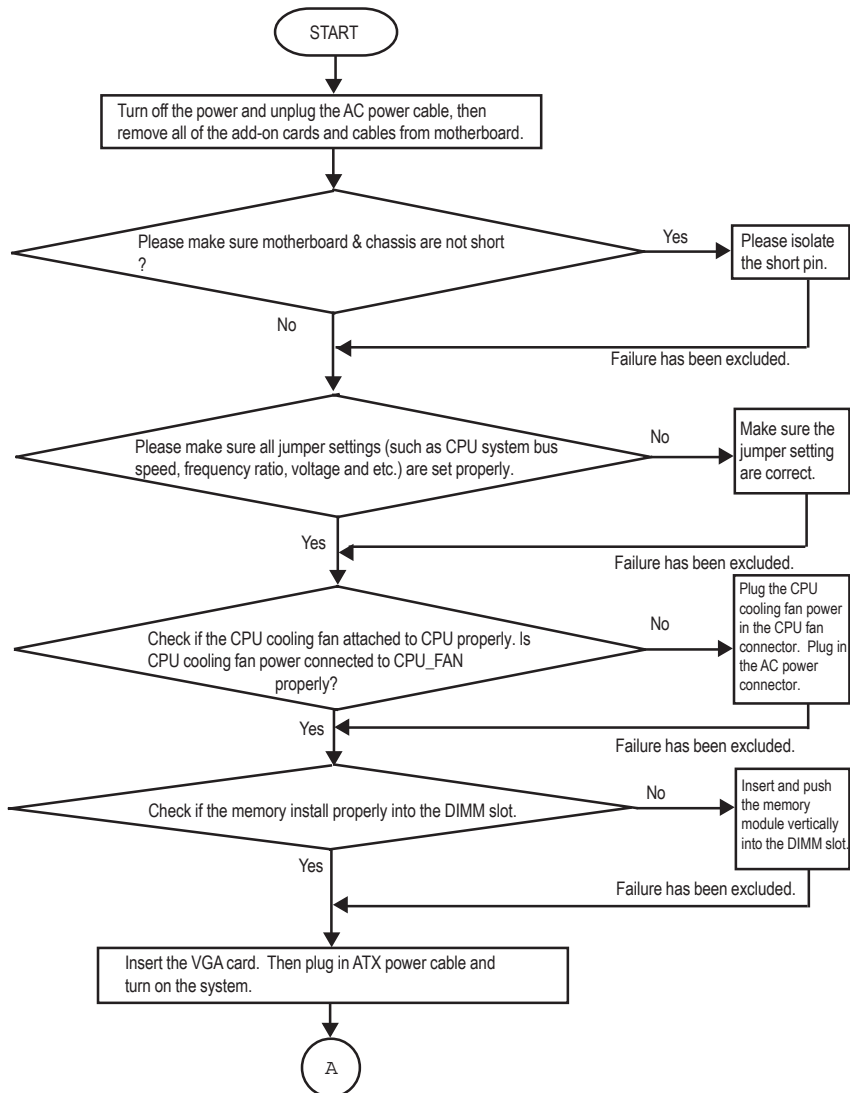 START
Turn off the power and unplug the AC power cable, then
remove all of the add-on cards and cables from motherboard.
Please make sure motherboard & chassis are not short
?
Yes
Please isolate
the short pin.
No
Failure has been excluded.
Please make sure all jumper settings (such as CPU system bus
speed, frequency ratio, voltage and etc.) are set properly.
No
Make sure the
jumper setting
are correct.
Yes
Failure has been excluded.
Check if the CPU cooling fan attached to CPU properly. Is
CPU cooling fan power connected to CPU_FAN
properly?
No
Plug the CPU
cooling fan power
in the CPU fan
connector. Plug in
the AC power
connector.
Yes
Failure has been excluded.
Check if the memory install properly into the DIMM slot.
No
Insert and push
the memory
module vertically
into the DIMM slot.
Yes
Failure has been excluded.
Insert the VGA card. Then plug in ATX power cable and
turn on the system.
A